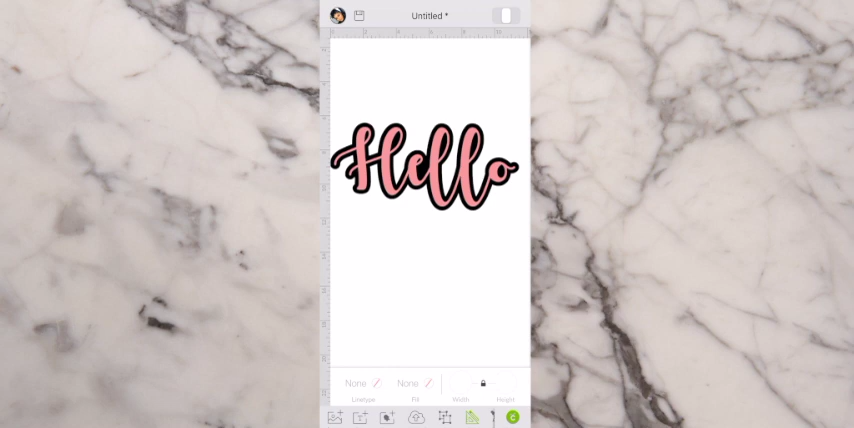 Untitled *
Hello
None
None
Linetype
Fill
Width
Height